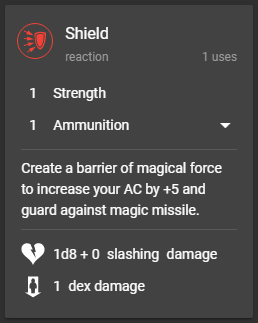 Shield
reaction 1 uses
1 Strength
1 Ammunition
Create a barrier of magical force
to increase your AC by +5 and
guard against magic missile.
1d8 + 0 slashing damage
1 dex damage